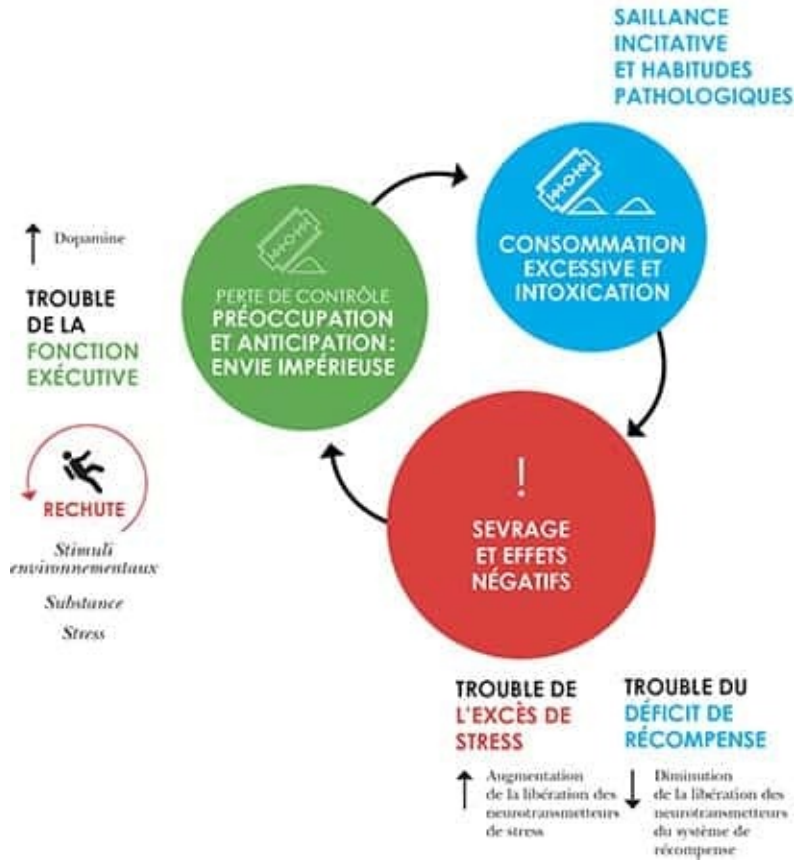 SAILLANCE
INCITATIVE
ET HABITUDES
PATHOLOGIQUES
CONSOMMATION
EXCESSIVE ET
INTOXICATION
PERTE DE CONTRÔLE
PRÉOCCUPATION
ET ANTICIPATION :
ENVIE IMPÉRIEUSE
Dopamine
TROUBLE
DE LA
FONCTION
EXÉCUTIVE
RECHUTE
Stimuli
environnementaux
Substance
Stress
!
SEVRAGE
ET EFFETS
NÉGATIFS
TROUBLE DE
L'EXCÈS DE
STRESS
Augmentation
de la libération des
neurotransmetteurs
de stress
TROUBLE DU
DÉFICIT DE
RÉCOMPENSE
Diminution
de la libération des
neurotransmetteurs
du système de
récompense